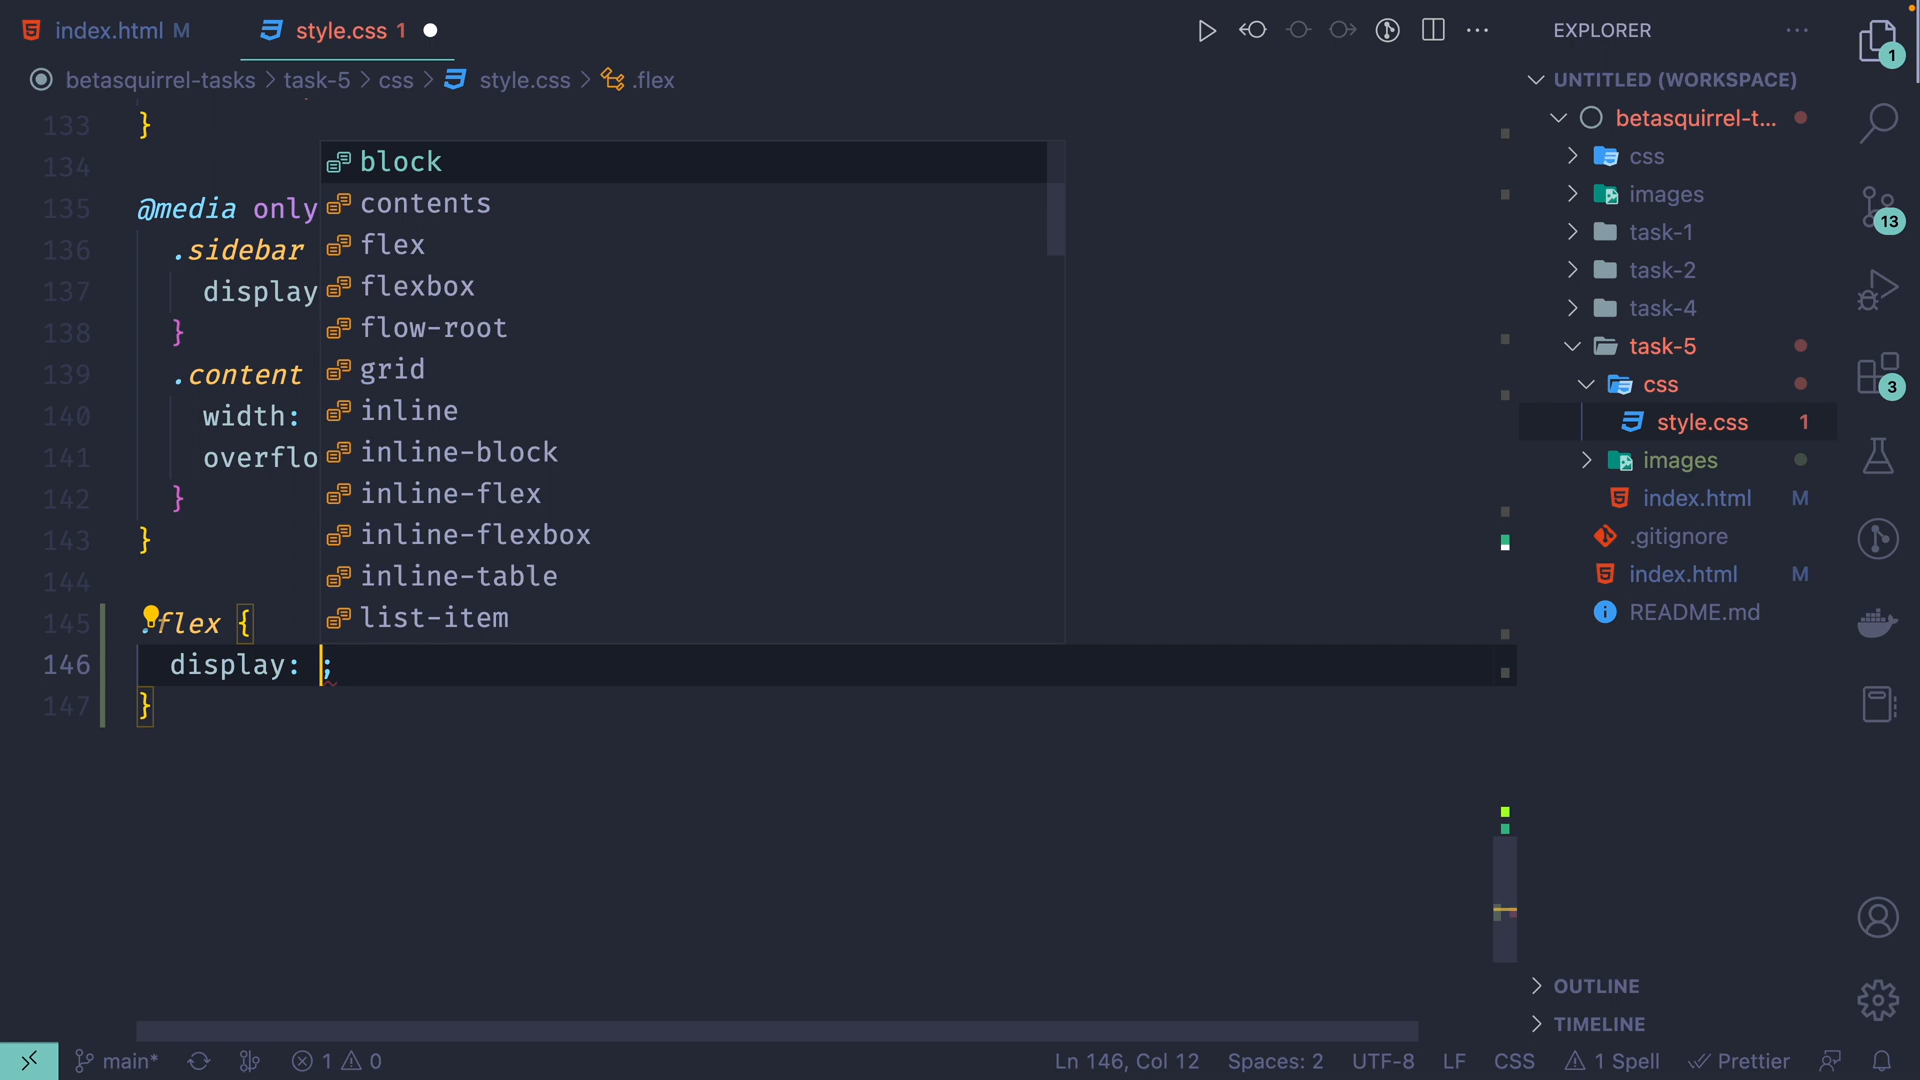 index.html M
style.css 1
betasquirrel-tasks > task-5 > css > style.css > .flex
133 }
134
135 @media only
136 .sidebar
137 display
138 }
139 .content
140 width:
141 overflo
142 }
143 }
144
145 .flex {
146 display: ;
147 }
block
contents
flex
flexbox
flow-root
grid
inline
inline-block
inline-flex
inline-flexbox
inline-table
list-item
EXPLORER
UNTITLED (WORKSPACE)
betasquirrel-t...
css
images
task-1
task-2
task-4
task-5
css
style.css 1
images
index.html M
.gitignore
index.html M
README.md
OUTLINE
TIMELINE
1
13
3
main* 1 0 Ln 146, Col 12 Spaces: 2 UTF-8 LF CSS 1 Spell Prettier